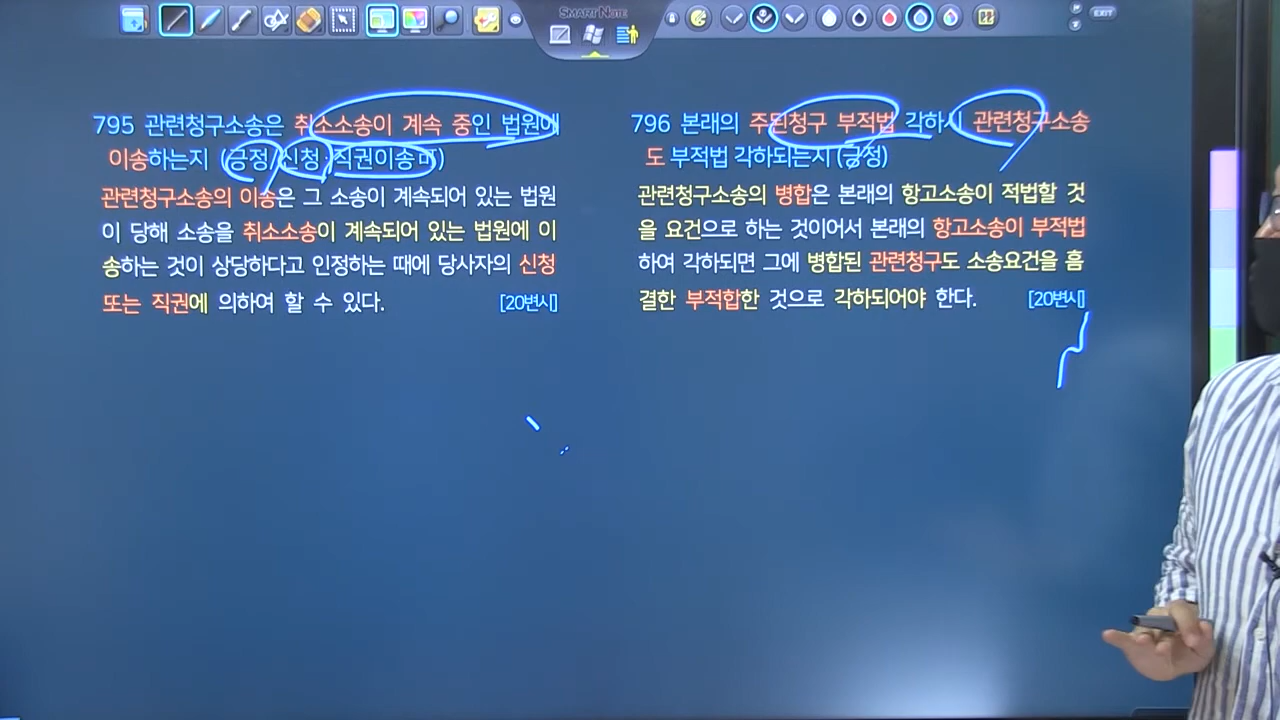 SMARTNOTE
EXIT
795 관련청구소송은 취소소송이 계속 중인 법원에
이송하는지 (긍정/신청·직권이송
관련청구소송의 이송은 그 소송이 계속되어 있는 법원
이 당해 소송을 취소소송이 계속되어 있는 법원에 이
송하는 것이 상당하다고 인정하는 때에 당사자의 신청
또는 직권에 의하여 할 수 있다. [20변시]
796 본래의 주된청구 부적법 각하시 관련청구소송
도 부적법 각하되는지 (긍정)
관련청구소송의 병합은 본래의 항고소송이 적법할 것
을 요건으로 하는 것이어서 본래의 항고소송이 부적법
하여 각하되면 그에 병합된 관련청구도 소송요건을 흠
결한 부적합한 것으로 각하되어야 한다. [20변시]